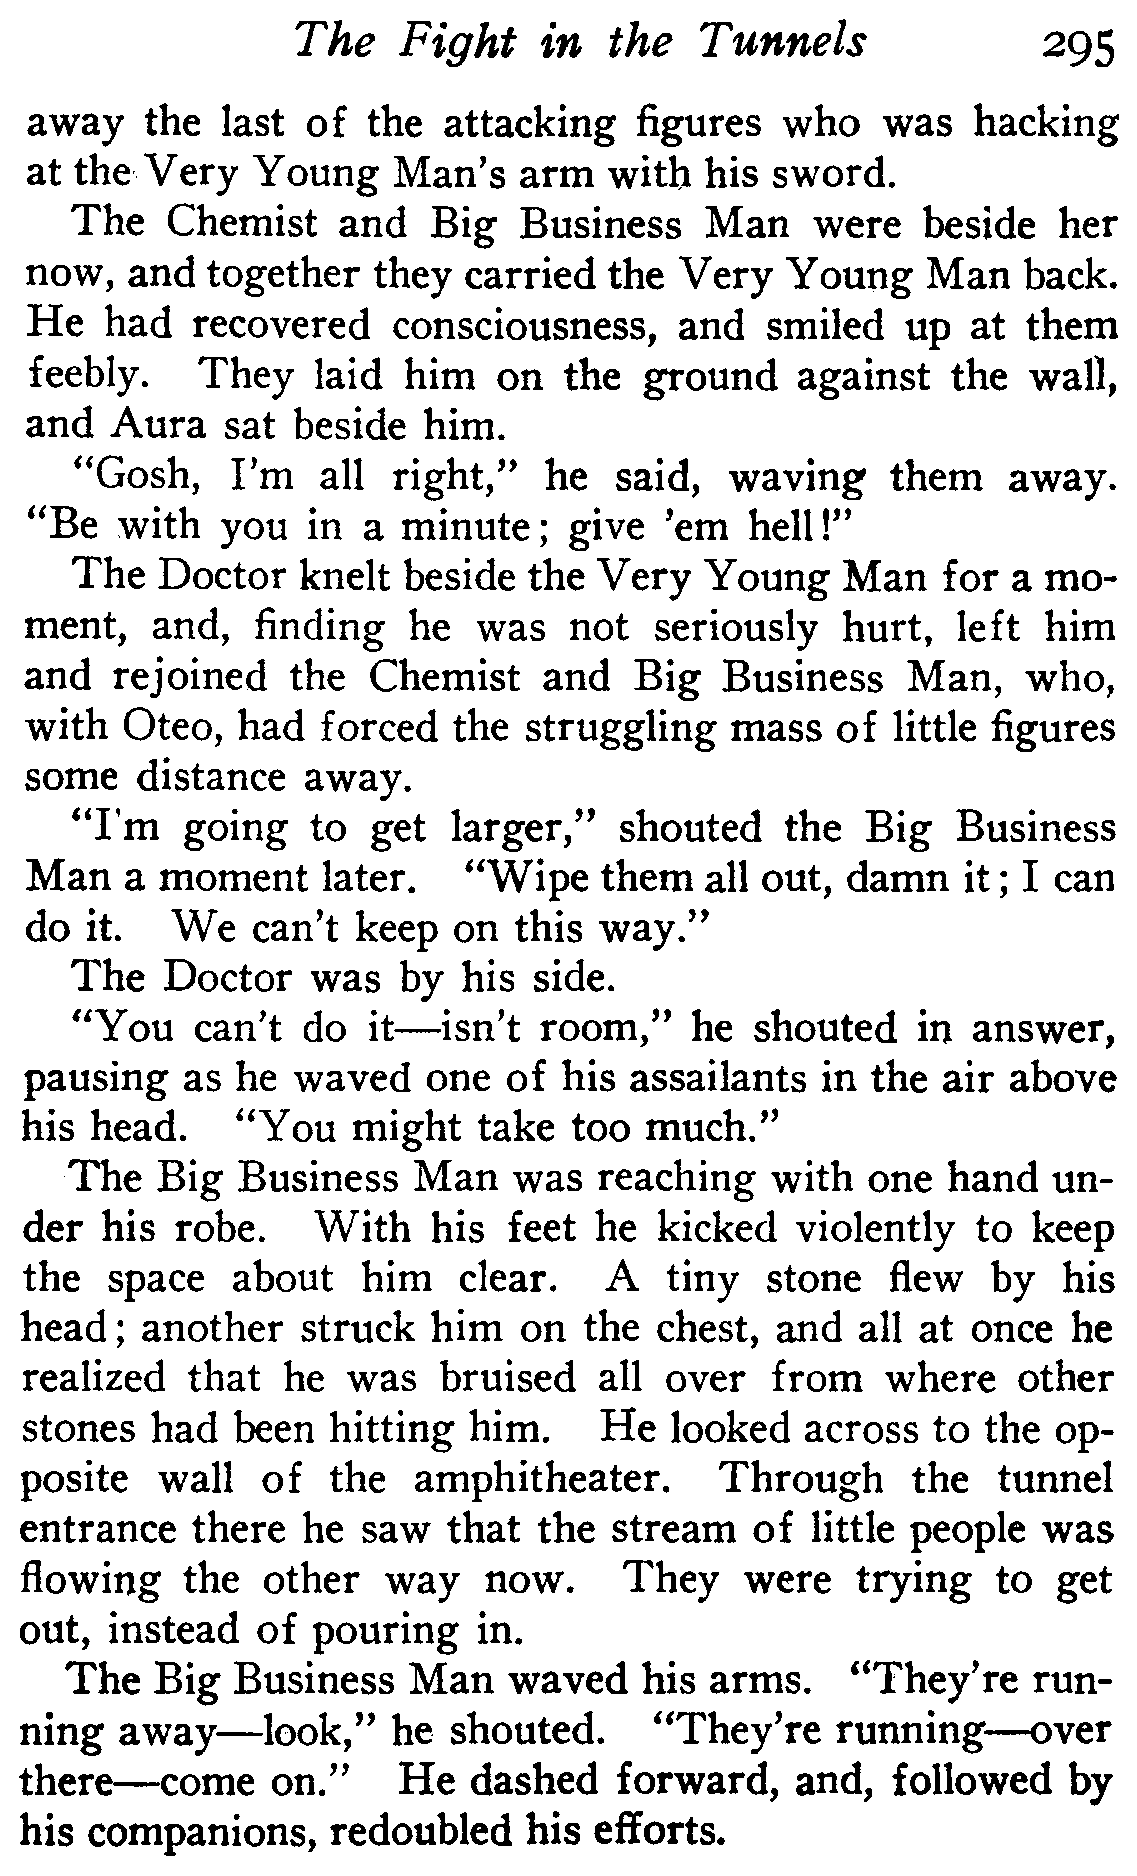 The Fight in the Tunnels 295
away the last of the attacking figures who was hacking
at the Very Young Man's arm with his sword.
The Chemist and Big Business Man were beside her
now, and together they carried the Very Young Man back.
He had recovered consciousness, and smiled up at them
feebly. They laid him on the ground against the wall,
and Aura sat beside him.
"Gosh, I'm all right," he said, waving them away.
"Be with you in a minute; give 'em hell!"
The Doctor knelt beside the Very Young Man for a mo-
ment, and, finding he was not seriously hurt, left him
and rejoined the Chemist and Big Business Man, who,
with Oteo, had forced the struggling mass of little figures
some distance away.
"I'm going to get larger," shouted the Big Business
Man a moment later. "Wipe them all out, damn it; I can
do it. We can't keep on this way."
The Doctor was by his side.
"You can't do it—isn't room," he shouted in answer,
pausing as he waved one of his assailants in the air above
his head. "You might take too much."
The Big Business Man was reaching with one hand un-
der his robe. With his feet he kicked violently to keep
the space about him clear. A tiny stone flew by his
head; another struck him on the chest, and all at once he
realized that he was bruised all over from where other
stones had been hitting him. He looked across to the op-
posite wall of the amphitheater. Through the tunnel
entrance there he saw that the stream of little people was
flowing the other way now. They were trying to get
out, instead of pouring in.
The Big Business Man waved his arms. "They're run-
ning away—look," he shouted. "They're running—over
there—come on." He dashed forward, and, followed by
his companions, redoubled his efforts.